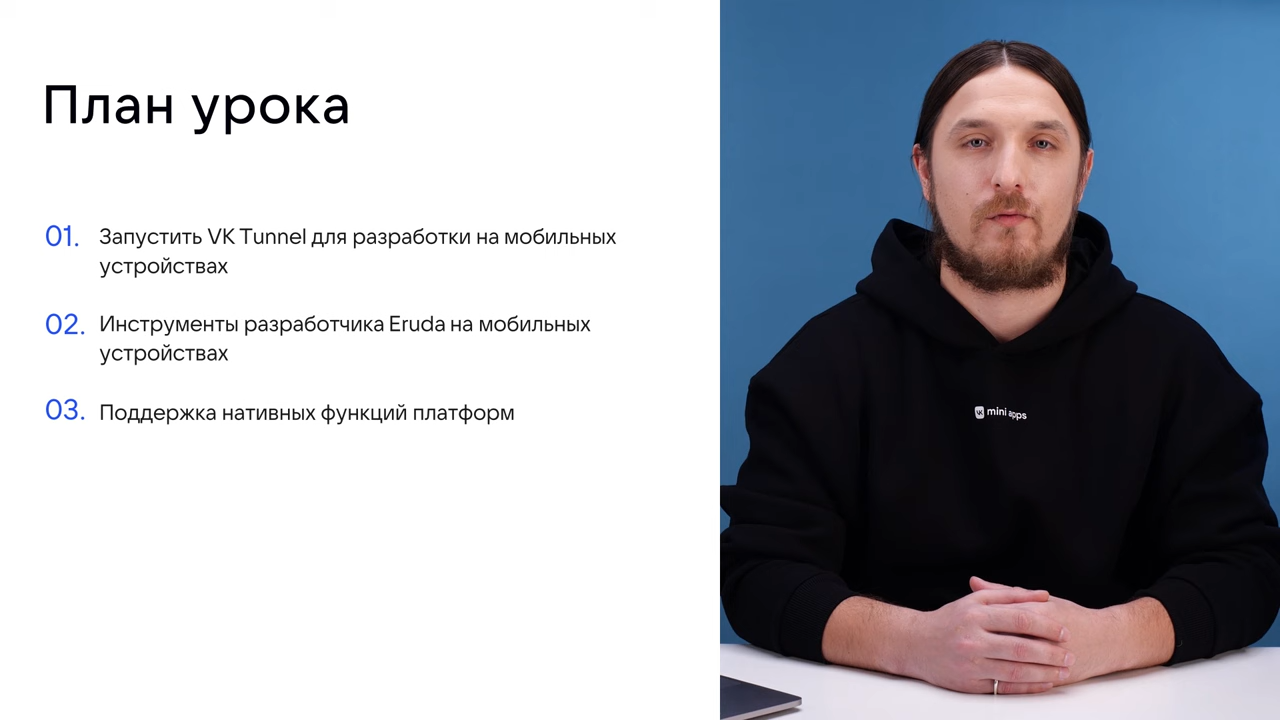 План урока
01. Запустить VK Tunnel для разработки на мобильных
устройствах
02. Инструменты разработчика Eruda на мобильных
устройствах
03. Поддержка нативных функций платформ
VK mini apps